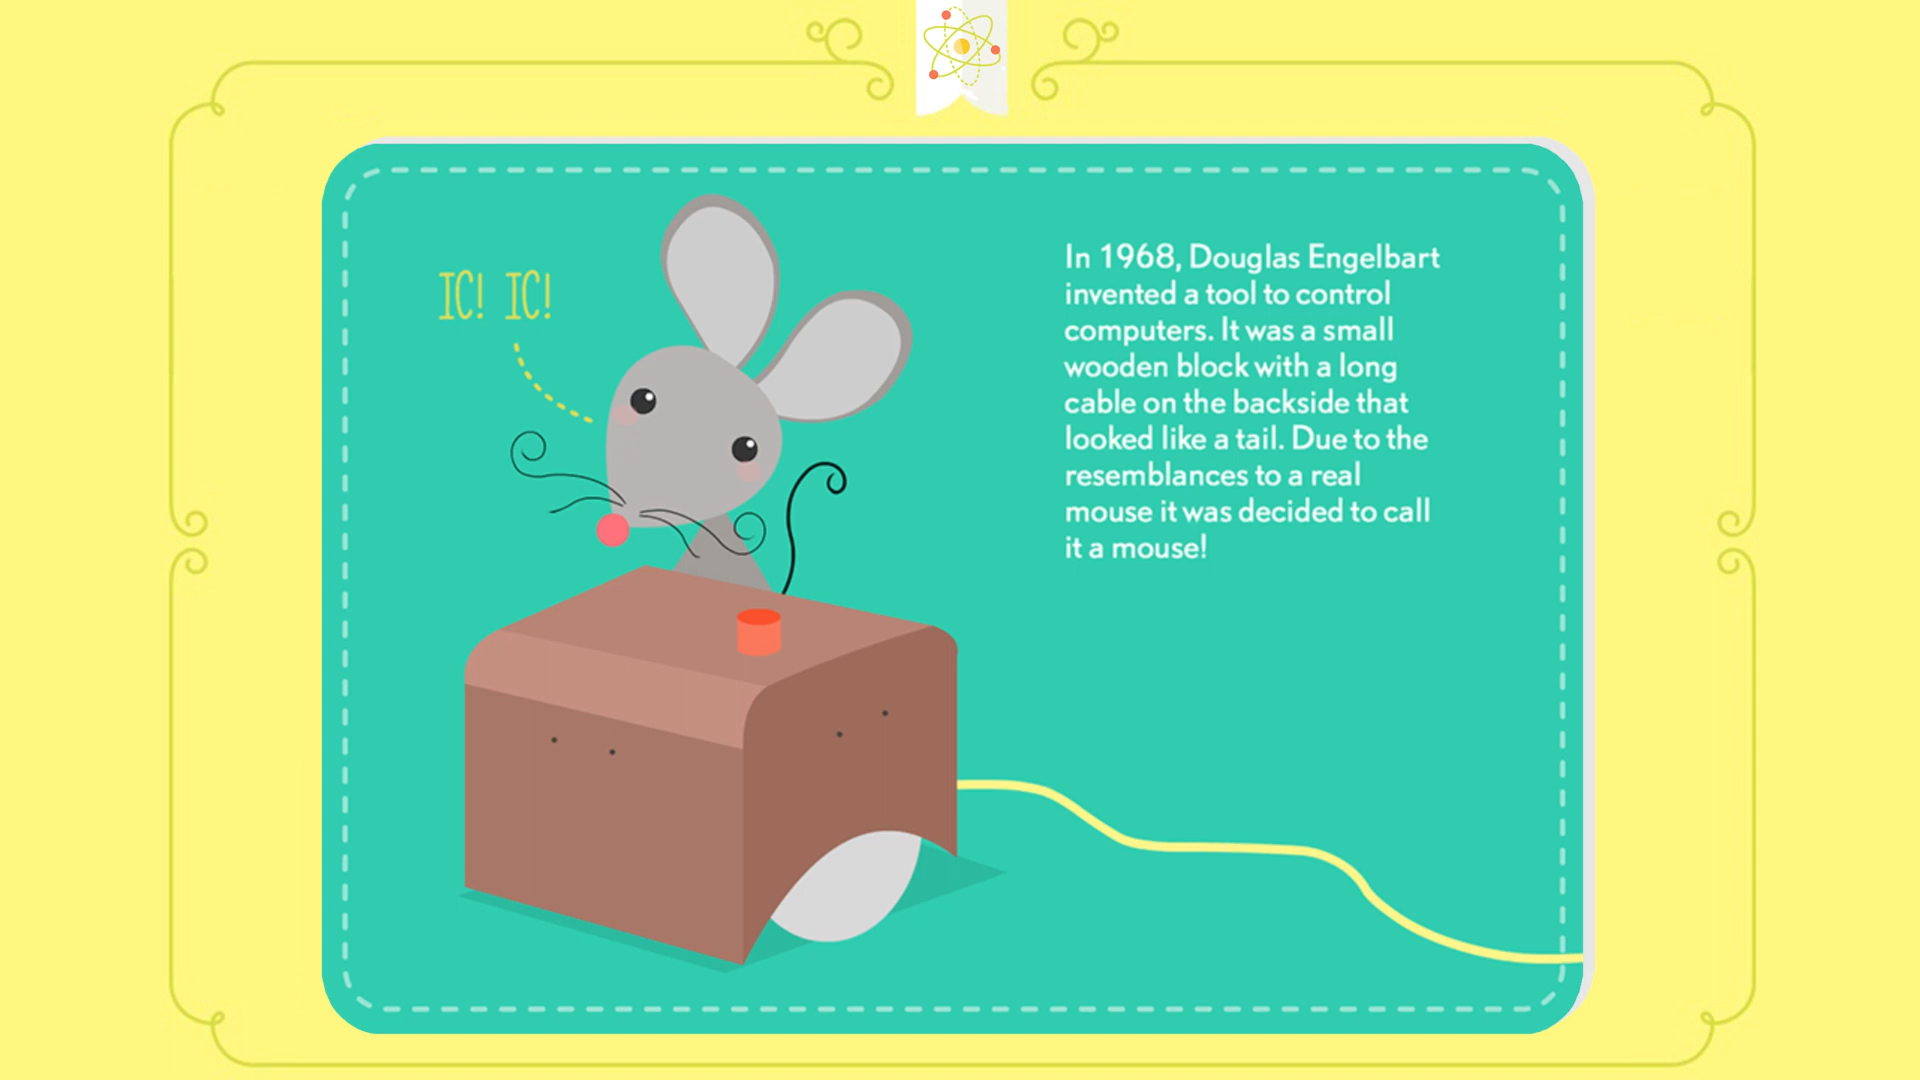 IC! IC!
In 1968, Douglas Engelbart
invented a tool to control
computers. It was a small
wooden block with a long
cable on the backside that
looked like a tail. Due to the
resemblances to a real
mouse it was decided to call
it a mouse!